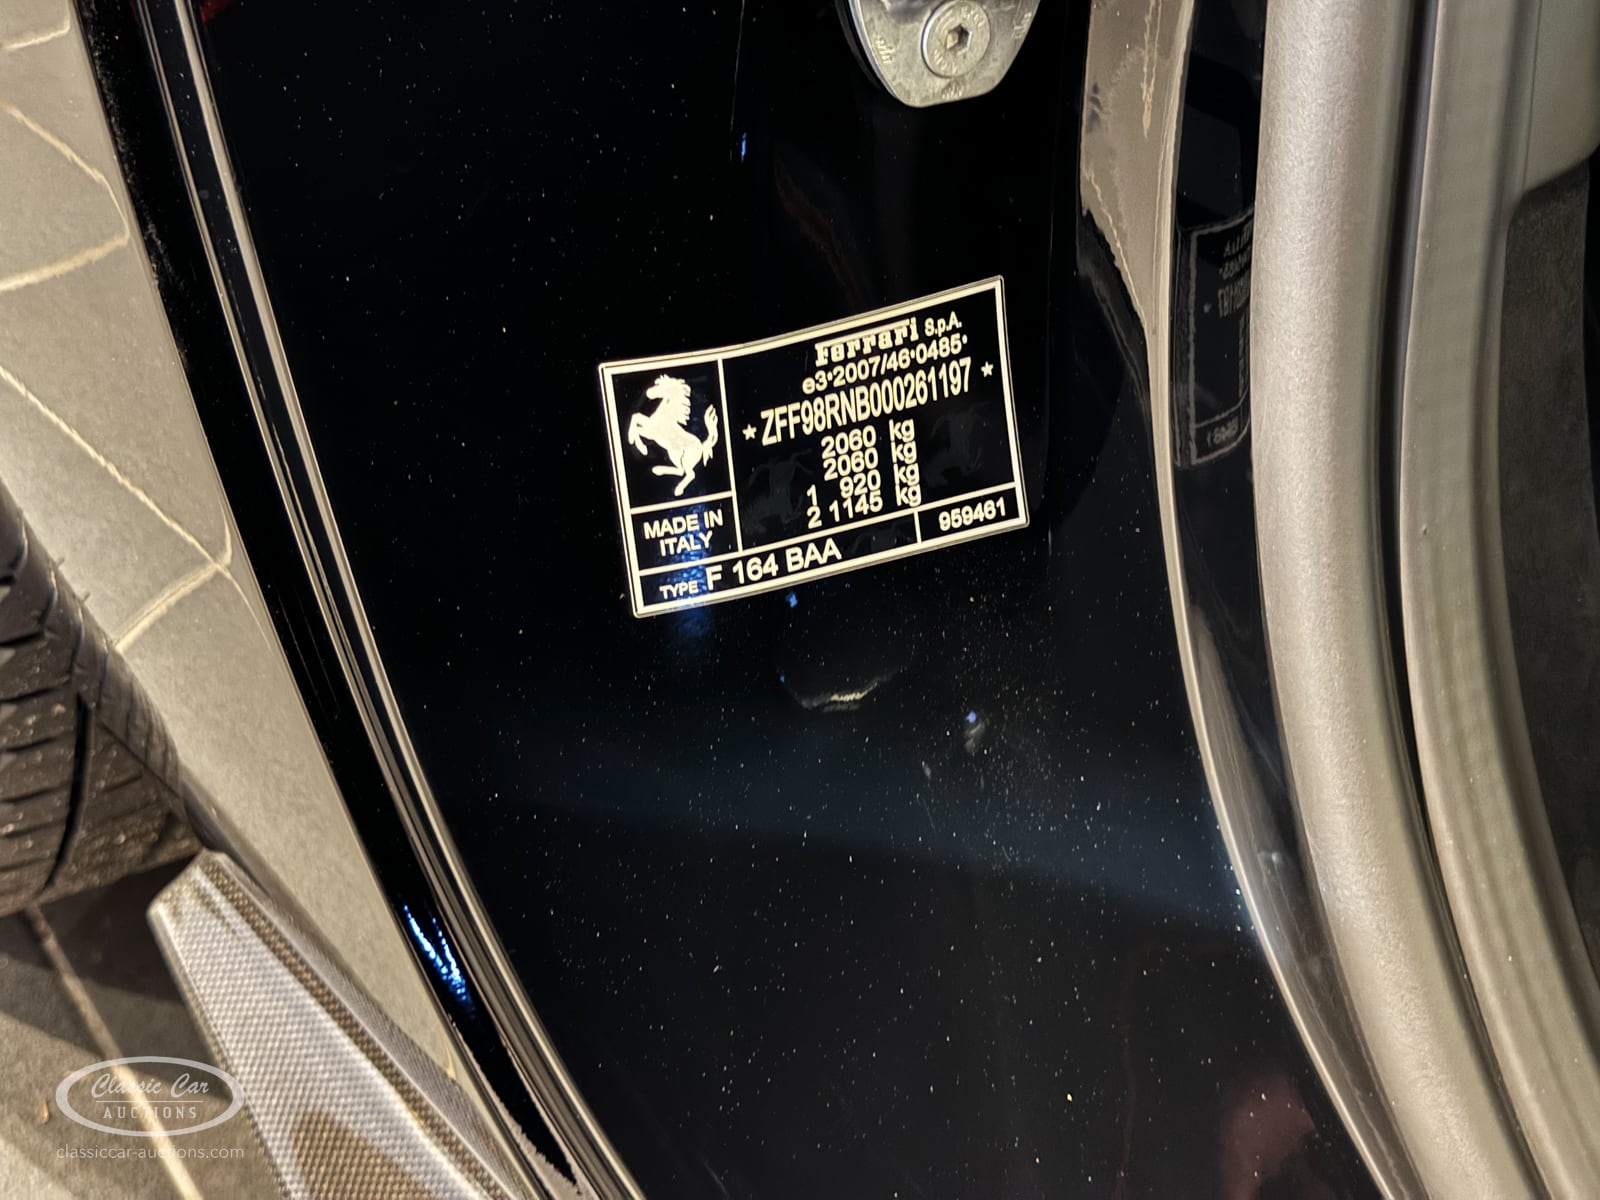 Ferrari S.p.A.
e3*2007/46*0485*
*ZFF98RNB000261197*
2060 kg
2060 kg
1 920 kg
2 1145 kg
MADE IN
ITALY
959461
TYPE F 164 BAA
Classic Car
AUCTIONS
classiccar-auctions.com